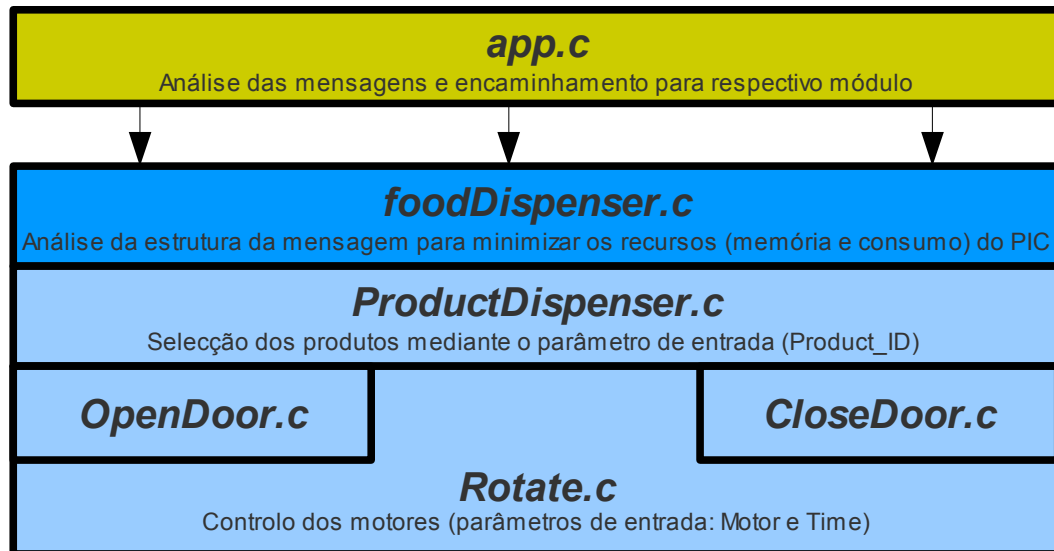 app.c
Análise das mensagens e encaminhamento para respectivo módulo
foodDispenser.c
Análise da estrutura da mensagem para minimizar os recursos (memória e consumo) do PIC
ProductDispenser.c
Selecção dos produtos mediante o parâmetro de entrada (Product_ID)
OpenDoor.c
CloseDoor.c
Rotate.c
Controlo dos motores (parâmetros de entrada: Motor e Time)